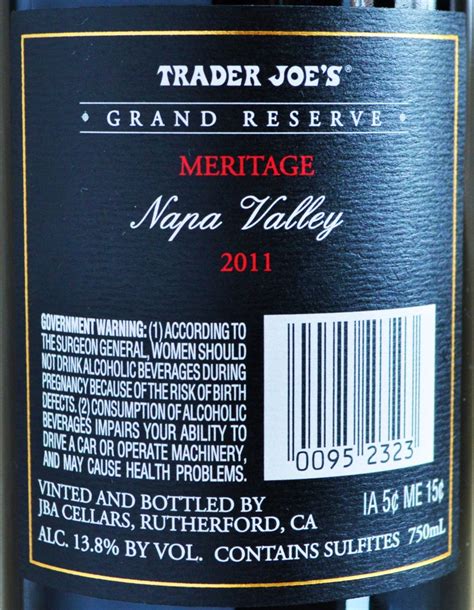 TRADER JOE'S®
GRAND RESERVE
MERITAGE
Napa Valley
2011
GOVERNMENT WARNING: (1) ACCORDING TO
THE SURGEON GENERAL, WOMEN SHOULD
NOT DRINK ALCOHOLIC BEVERAGES DURING
PREGNANCY BECAUSE OF THE RISK OF BIRTH
DEFECTS. (2) CONSUMPTION OF ALCOHOLIC
BEVERAGES IMPAIRS YOUR ABILITY TO
DRIVE A CAR OR OPERATE MACHINERY,
AND MAY CAUSE HEALTH PROBLEMS.
0095 2323
VINTED AND BOTTLED BY
JBA CELLARS, RUTHERFORD, CA
IA 5¢ ME 15¢
ALC. 13.8% BY VOL. CONTAINS SULFITES 750mL